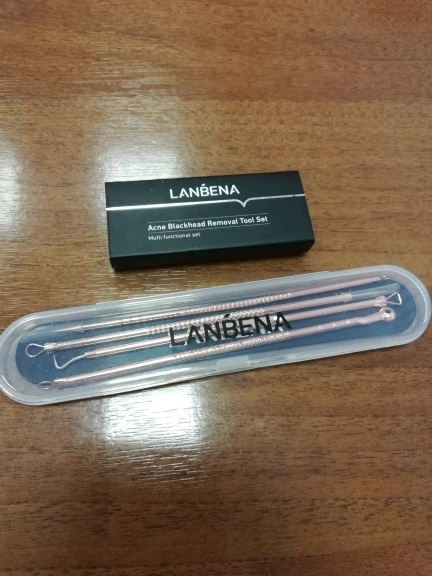 LANBENA
Acne Blackhead Removal Tool Set
Multi functional set
LANBENA